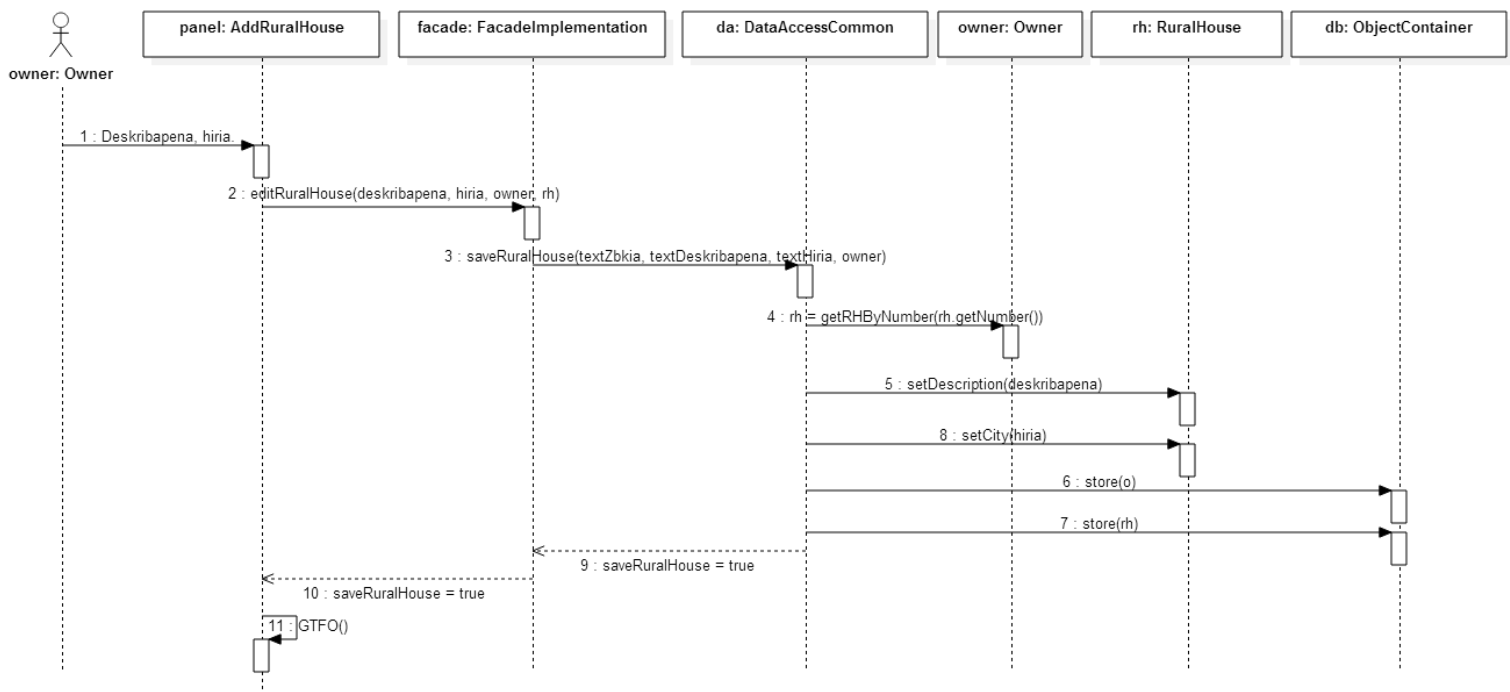 panel: AddRuralHouse
facade: FacadeImplementation
da: DataAccessCommon
owner: Owner
rh: RuralHouse
db: ObjectContainer
owner: Owner
1 : Deskribapena, hiria.
2 : editRuralHouse(deskribapena, hiria, owner, rh)
3 : saveRuralHouse(textZbkia, textDeskribapena, textHiria, owner)
4 : rh = getRHByNumber(rh.getNumber())
5 : setDescription(deskribapena)
8 : setCity(hiria)
6 : store(o)
7 : store(rh)
9 : saveRuralHouse = true
10 : saveRuralHouse = true
11 : GTFO()